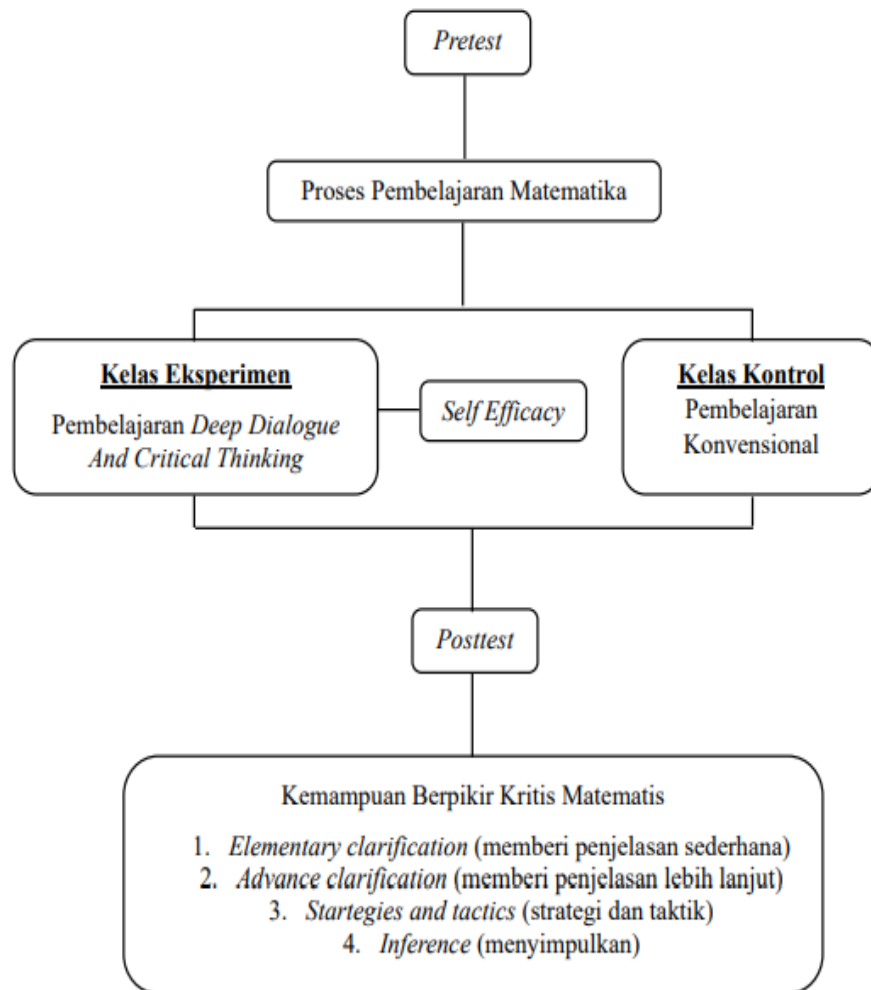 Pretest
Proses Pembelajaran Matematika
Kelas Eksperimen
Pembelajaran Deep Dialogue
And Critical Thinking
Self Efficacy
Kelas Kontrol
Pembelajaran
Konvensional
Posttest
Kemampuan Berpikir Kritis Matematis
1. Elementary clarification (memberi penjelasan sederhana)
2. Advance clarification (memberi penjelasan lebih lanjut)
3. Startegies and tactics (strategi dan taktik)
4. Inference (menyimpulkan)